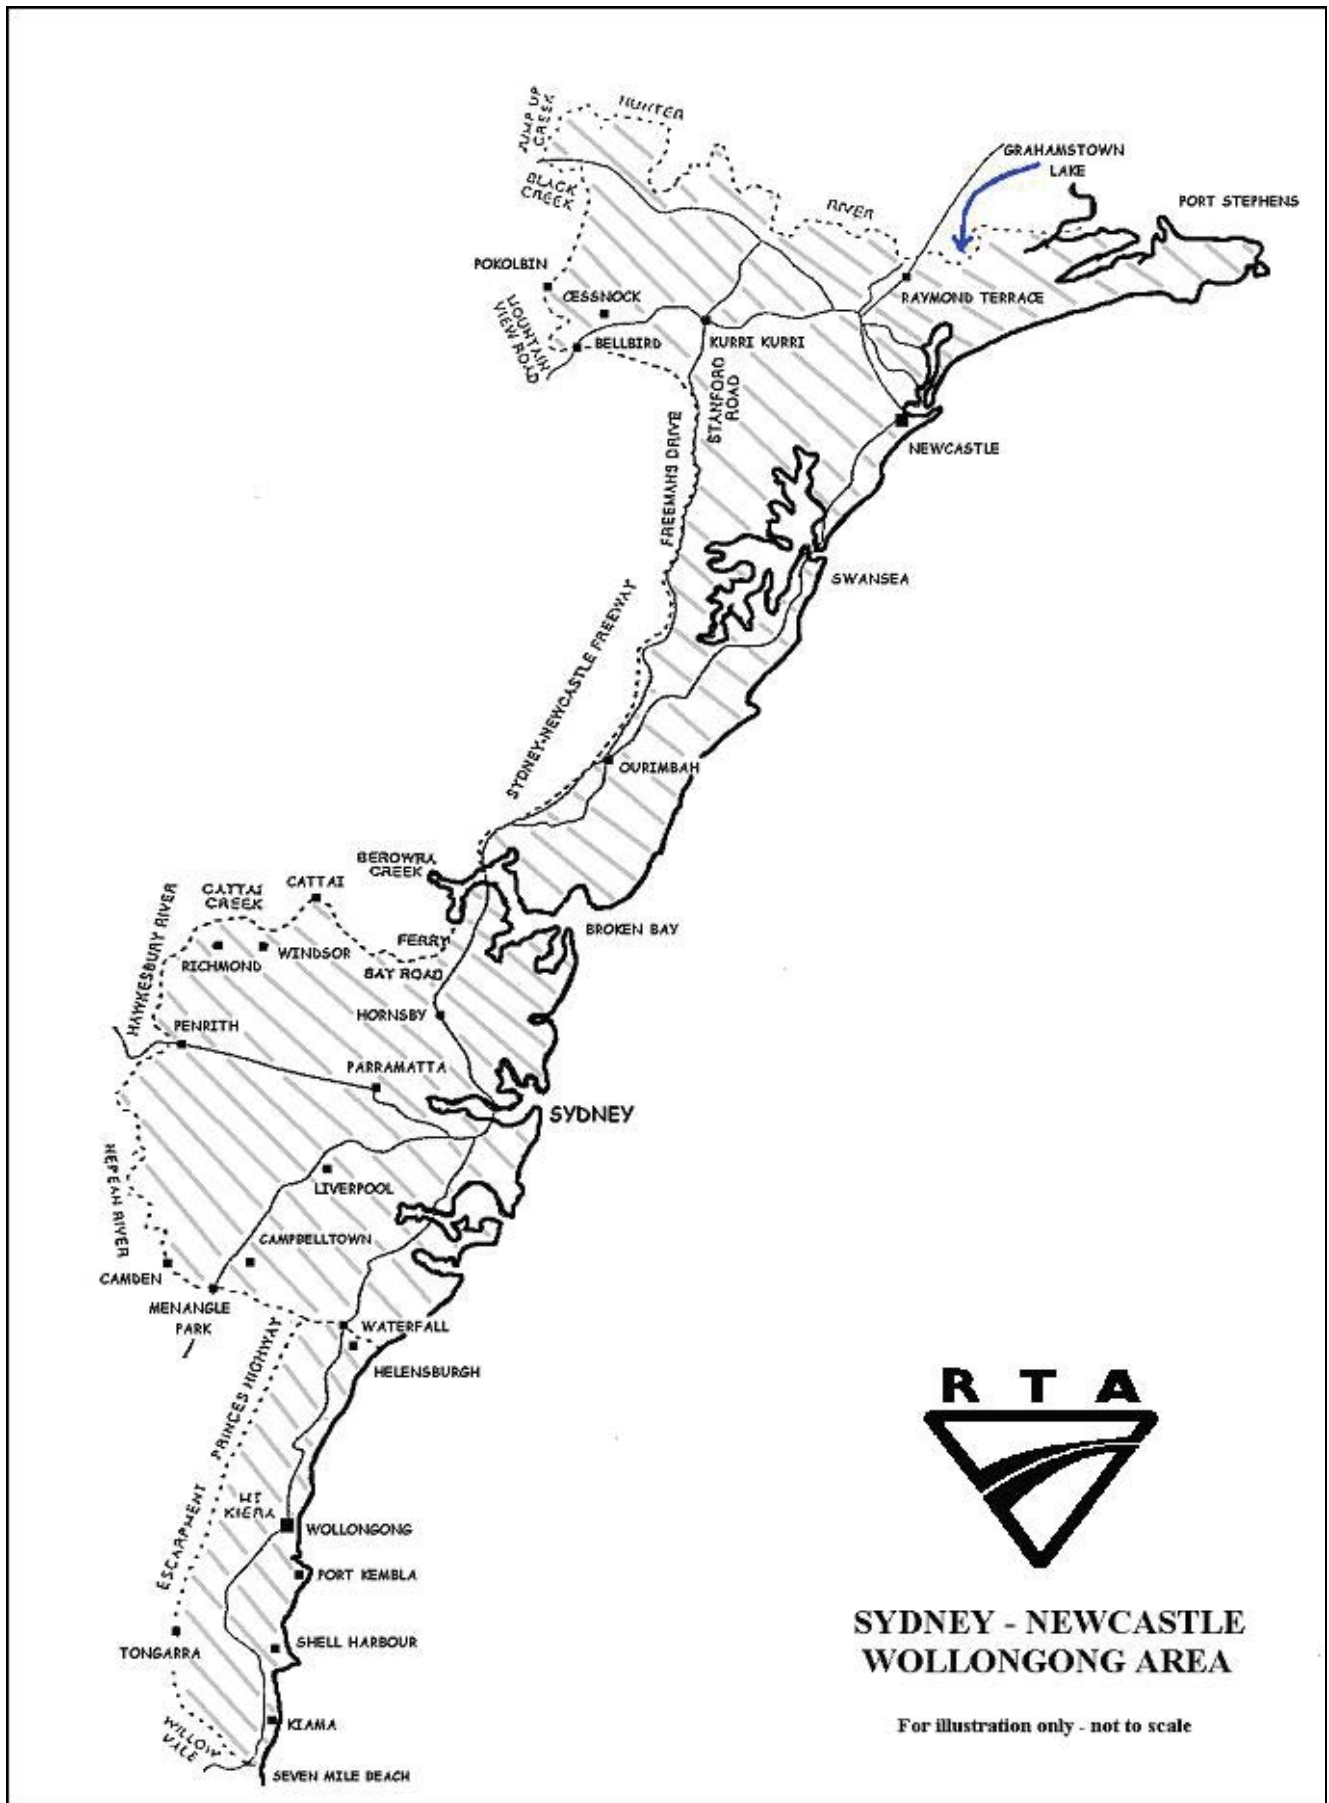 HUNTER
JUMP UP
CREEK
GRAHAMSTOWN
LAKE
BLACK
CREEK
RIVER
PORT STEPHENS
POKOLBIN
CESSNOCK
RAYMOND TERRACE
MOUNTAIN
VIEW ROAD
BELLBIRD
KURRI KURRI
STANFORD
ROAD
FREEMANS DRIVE
NEWCASTLE
SWANSEA
SYDNEY-NEWCASTLE FREEWAY
OURIMBAH
BEROWRA
CREEK
CATTAI
CATTAI
CREEK
HAWKESBURY RIVER
BROKEN BAY
FERRY
WINDSOR
RICHMOND
BAY ROAD
HORNSBY
PENRITH
PARRAMATTA
SYDNEY
NEPEAN RIVER
LIVERPOOL
CAMPBELLTOWN
CAMDEN
MENANGLE
PARK
WATERFALL
PRINCES HIGHWAY
HELENSBURGH
R T A
ESCARPMENT
MT
KIERA
WOLLONGONG
PORT KEMBLA
SHELL HARBOUR
TONGARRA
SYDNEY - NEWCASTLE
WOLLONGONG AREA
KIAMA
For illustration only - not to scale
WILLOW
VALE
SEVEN MILE BEACH